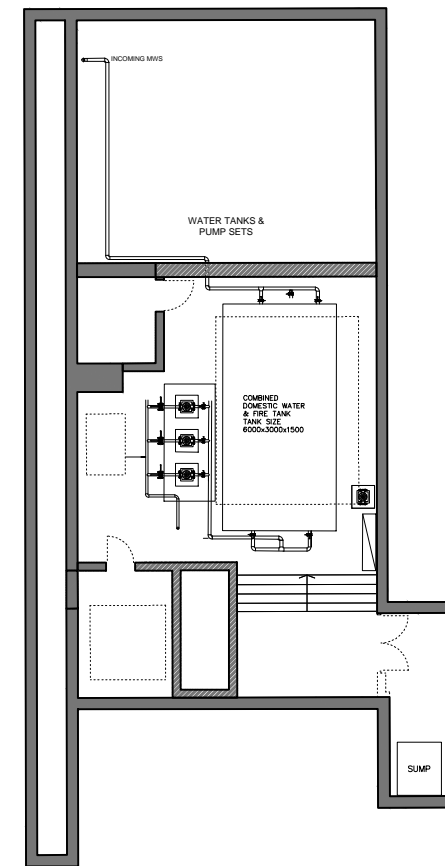 INCOMING MWS
WATER TANKS &
PUMP SETS
COMBINED
DOMESTIC WATER
& FIRE TANK
TANK SIZE
6000x3000x1500
SUMP